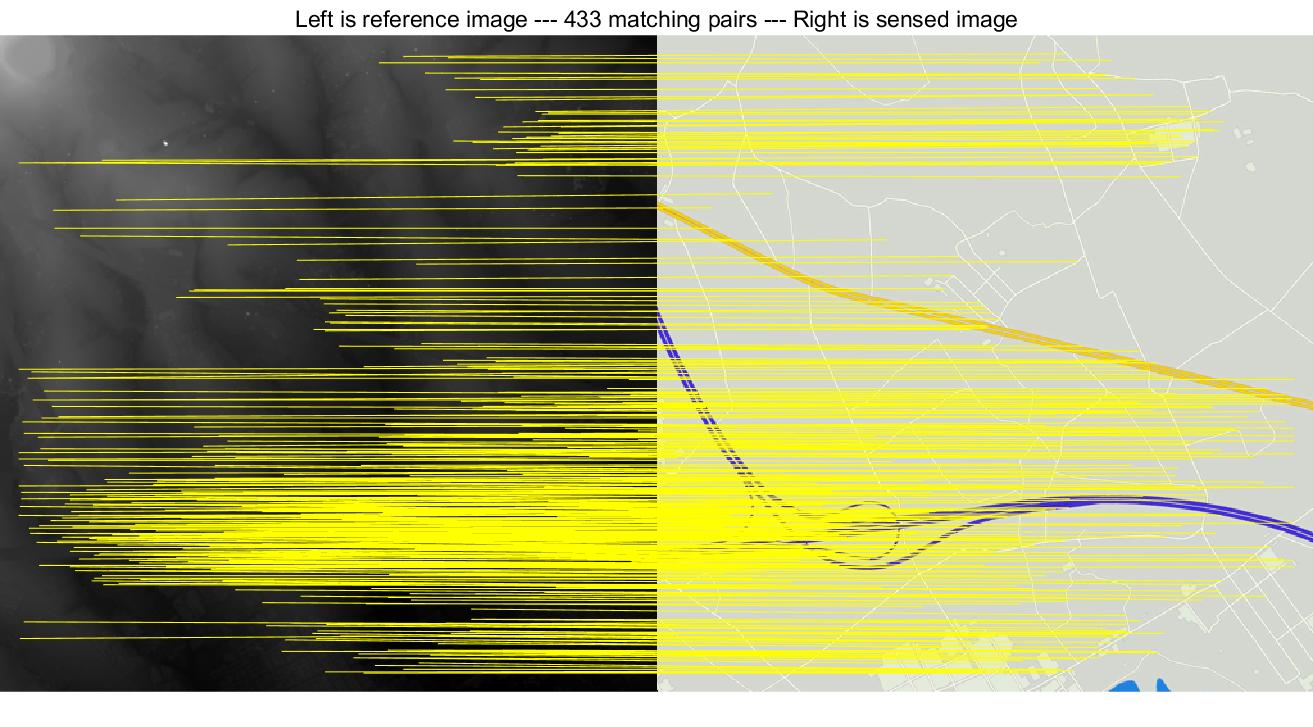 Left is reference image --- 433 matching pairs --- Right is sensed image